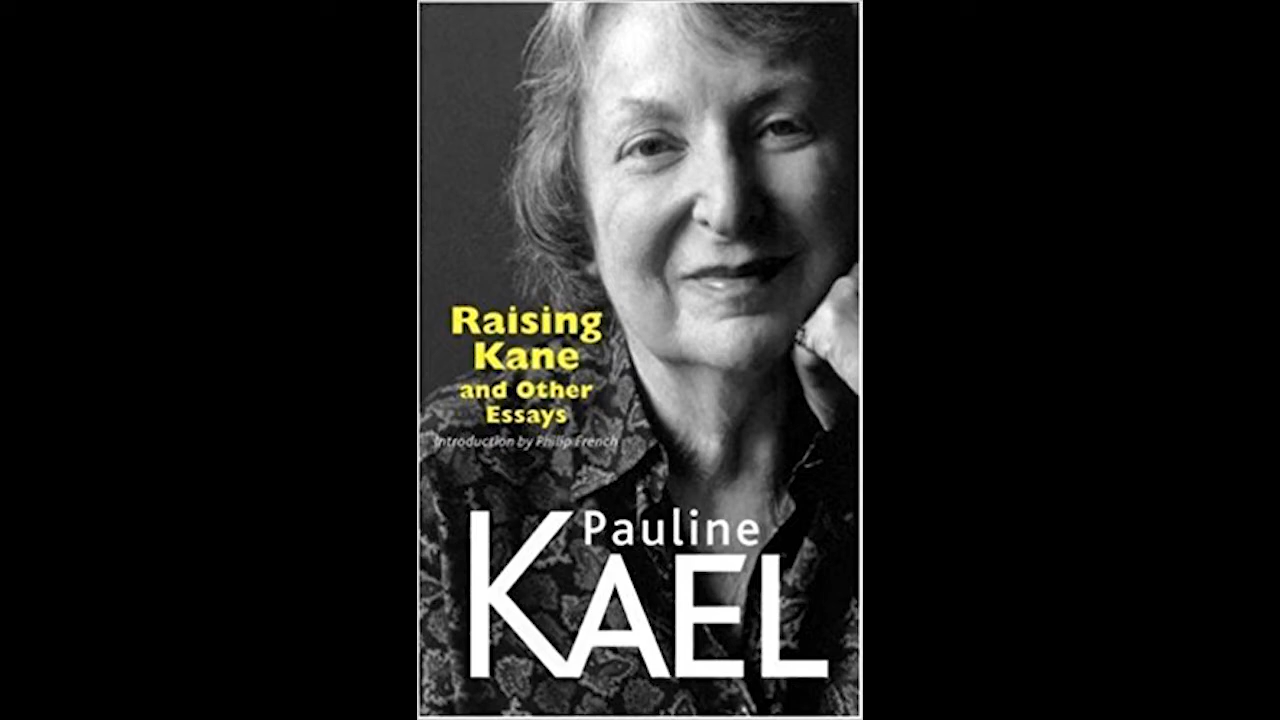 Raising
Kane
and Other
Essays
Introduction by Philip French
Pauline
KAEL